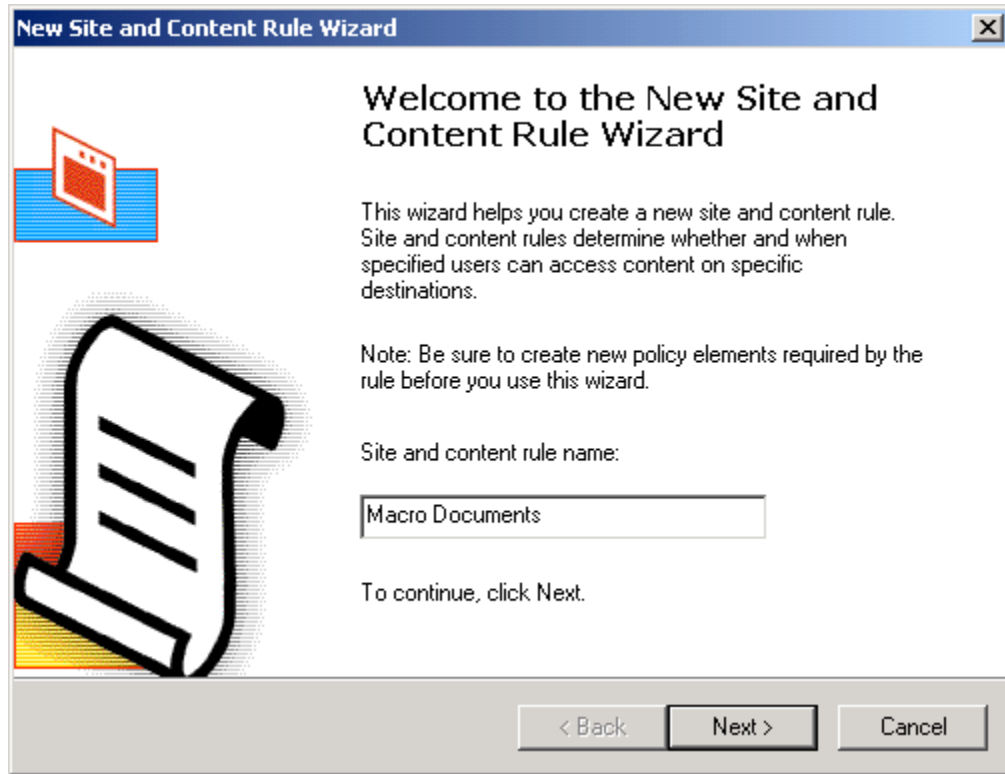 New Site and Content Rule Wizard
Welcome to the New Site and
Content Rule Wizard
This wizard helps you create a new site and content rule.
Site and content rules determine whether and when
specified users can access content on specific
destinations.
Note: Be sure to create new policy elements required by the
rule before you use this wizard.
Site and content rule name:
Macro Documents
To continue, click Next.
< Back
Next >
Cancel